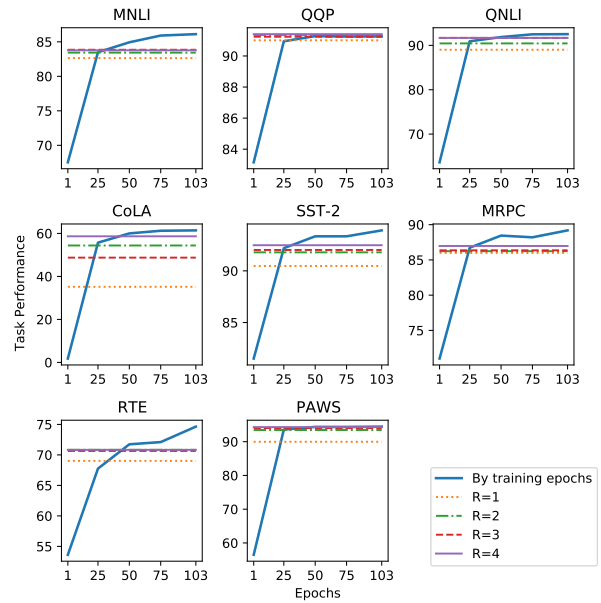 MNLI
QQP
QNLI
85
80
75
70
1 25 50 75 103
90
88
86
84
1 25 50 75 103
90
80
70
1 25 50 75 103
CoLA
SST-2
MRPC
Task Performance
60
40
20
0
1 25 50 75 103
90
85
1 25 50 75 103
90
85
80
75
1 25 50 75 103
RTE
PAWS
75
70
65
60
55
1 25 50 75 103
90
80
70
60
1 25 50 75 103
Epochs
By training epochs
R=1
R=2
R=3
R=4